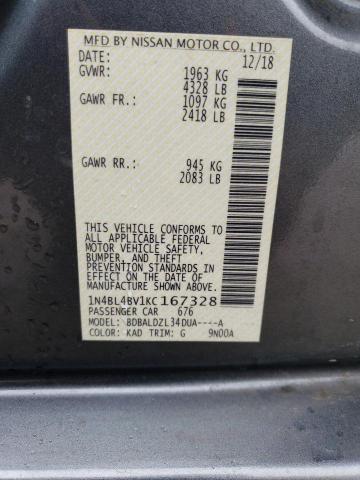 MFD BY NISSAN MOTOR CO., LTD.
DATE: 12/18
GVWR: 1963 KG
4328 LB
GAWR FR: 1097 KG
2418 LB
GAWR RR: 945 KG
2083 LB
THIS VEHICLE CONFORMS TO
ALL APPLICABLE FEDERAL
MOTOR VEHICLE SAFETY,
BUMPER, AND THEFT
PREVENTION STANDARDS IN
EFFECT ON THE DATE OF
MANUFACTURE SHOWN ABOVE.
1N4BL4BV1KC167328
PASSENGER CAR 676
MODEL: BDBALDZL34DUA----A
COLOR: KAD TRIM: G 9N00A